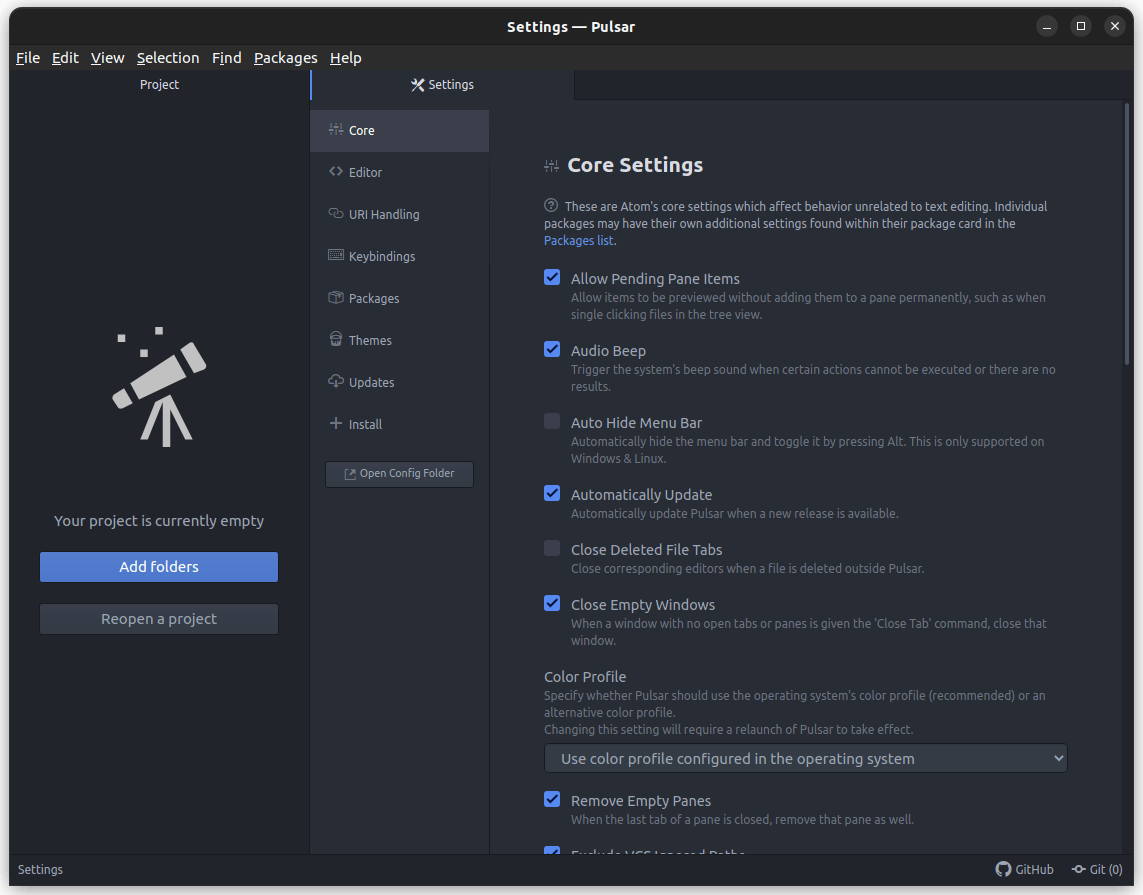 Settings — Pulsar
File Edit View Selection Find Packages Help
Project
Settings
Core
Editor
URI Handling
Keybindings
Packages
Themes
Updates
Install
Open Config Folder
Your project is currently empty
Add folders
Reopen a project
Core Settings
These are Atom's core settings which affect behavior unrelated to text editing. Individual
packages may have their own additional settings found within their package card in the
Packages list.
Allow Pending Pane Items
Allow items to be previewed without adding them to a pane permanently, such as when
single clicking files in the tree view.
Audio Beep
Trigger the system's beep sound when certain actions cannot be executed or there are no
results.
Auto Hide Menu Bar
Automatically hide the menu bar and toggle it by pressing Alt. This is only supported on
Windows & Linux.
Automatically Update
Automatically update Pulsar when a new release is available.
Close Deleted File Tabs
Close corresponding editors when a file is deleted outside Pulsar.
Close Empty Windows
When a window with no open tabs or panes is given the 'Close Tab' command, close that
window.
Color Profile
Specify whether Pulsar should use the operating system's color profile (recommended) or an
alternative color profile.
Changing this setting will require a relaunch of Pulsar to take effect.
Use color profile configured in the operating system
Remove Empty Panes
When the last tab of a pane is closed, remove that pane as well.
Exclude VCS Ignored Paths
Settings
GitHub
Git (0)